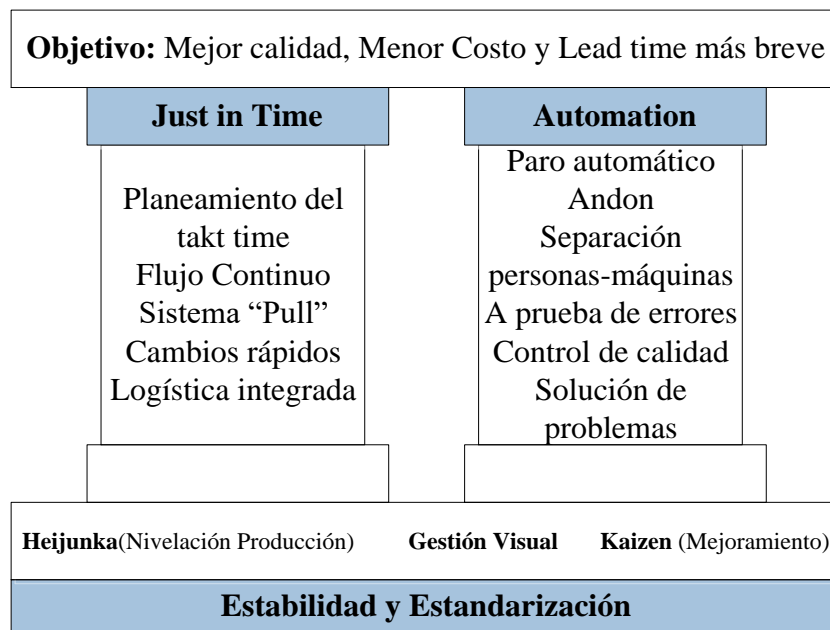 Objetivo: Mejor calidad, Menor Costo y Lead time más breve
Just in Time
Planeamiento del
takt time
Flujo Continuo
Sistema “Pull”
Cambios rápidos
Logística integrada
Automation
Paro automático
Andon
Separación
personas-máquinas
A prueba de errores
Control de calidad
Solución de
problemas
Heijunka(Nivelación Producción) Gestión Visual Kaizen (Mejoramiento)
Estabilidad y Estandarización